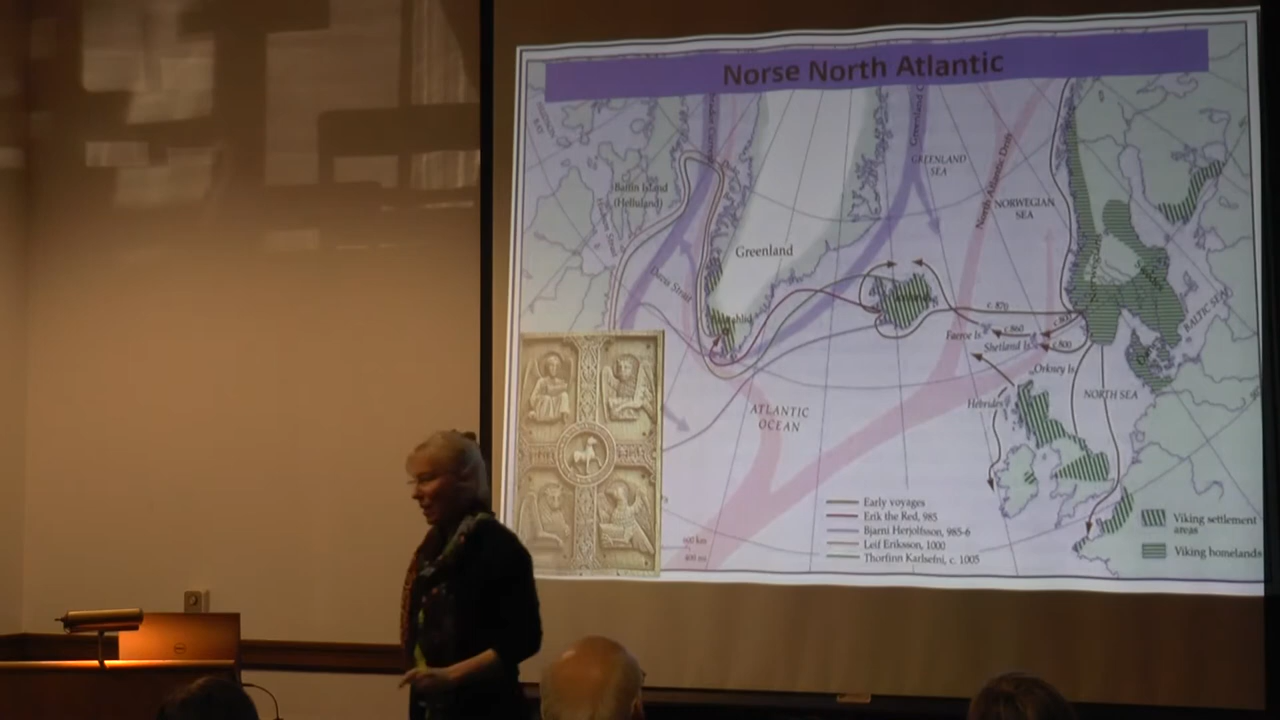 Norse North Atlantic
Baffin Island
(Helluland)
Davis Strait
Greenland
GREENLAND
SEA
North Atlantic Drift
NORWEGIAN
SEA
c.870
c.860
c.800
c.800
Faeroe Is.
Shetland Is.
Orkney Is.
Hebrides
NORTH SEA
BALTIC SEA
ATLANTIC
OCEAN
Early voyages
Erik the Red, 985
Bjarni Herjolfsson, 985-6
Leif Eriksson, 1000
Thorfinn Karlsefni, c. 1005
Viking settlement
areas
Viking homelands
DELL